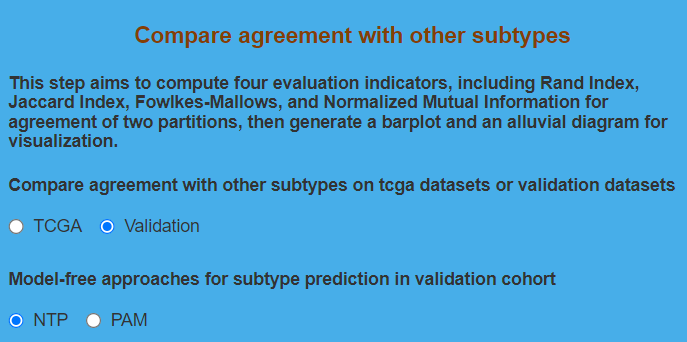 Compare agreement with other subtypes
This step aims to compute four evaluation indicators, including Rand Index,
Jaccard Index, Fowlkes-Mallows, and Normalized Mutual Information for
agreement of two partitions, then generate a barplot and an alluvial diagram for
visualization.
Compare agreement with other subtypes on tcga datasets or validation datasets
TCGA Validation
Model-free approaches for subtype prediction in validation cohort
NTP PAM